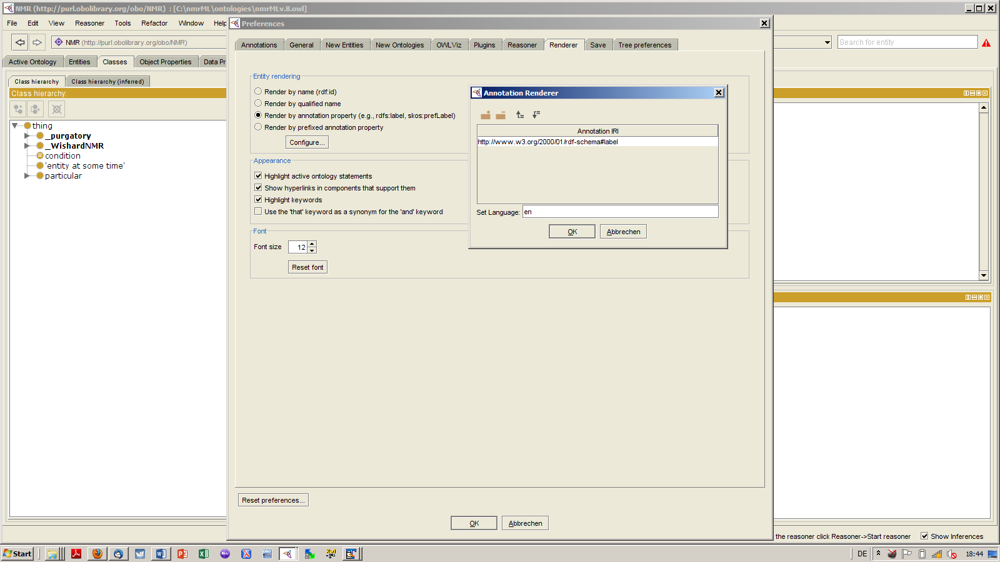 NMR (http://purl.obolibrary.org/obo/NMR) : [C:\nmrML\ontologies\nmrMLv.8.owl]
File Edit View Reasoner Tools Refactor Window Help
NMR (http://purl.obolibrary.org/obo/NMR)
Search for entity
Active Ontology Entities Classes Object Properties Data Pr
Class hierarchy Class hierarchy (inferred)
Class hierarchy:
thing
_purgatory
_WishardNMR
condition
'entity at some time'
particular
Preferences
Annotations General New Entities New Ontologies OWLViz Plugins Reasoner Renderer Save Tree preferences
Entity rendering
Render by name (rdf:id)
Render by qualified name
Render by annotation property (e.g., rdfs:label, skos:prefLabel)
Render by prefixed annotation property
Configure...
Appearance
Highlight active ontology statements
Show hyperlinks in components that support them
Highlight keywords
Use the 'that' keyword as a synonym for the 'and' keyword
Font
Font size 12
Reset font
Annotation Renderer
Annotation IRI
http://www.w3.org/2000/01/rdf-schema#label
Set Language: en
OK Abbrechen
Reset preferences...
OK Abbrechen
the reasoner click Reasoner->Start reasoner Show Inferences
Start
DE 18:44